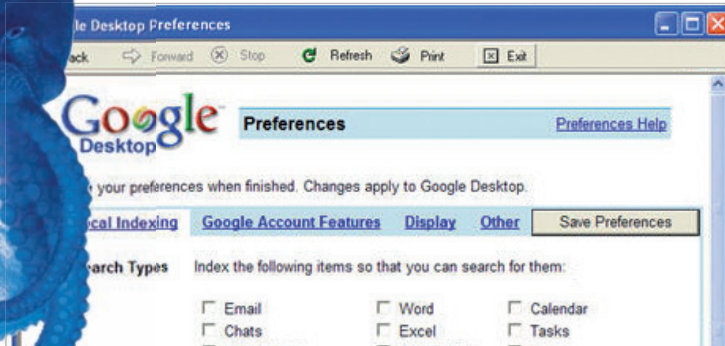 le Desktop Preferences
ack Forward Stop Refresh Print Exit
Google
Desktop
Preferences Preferences Help
your preferences when finished. Changes apply to Google Desktop.
cal Indexing Google Account Features Display Other Save Preferences
arch Types Index the following items so that you can search for them:
Email Word Calendar
Chats Excel Tasks